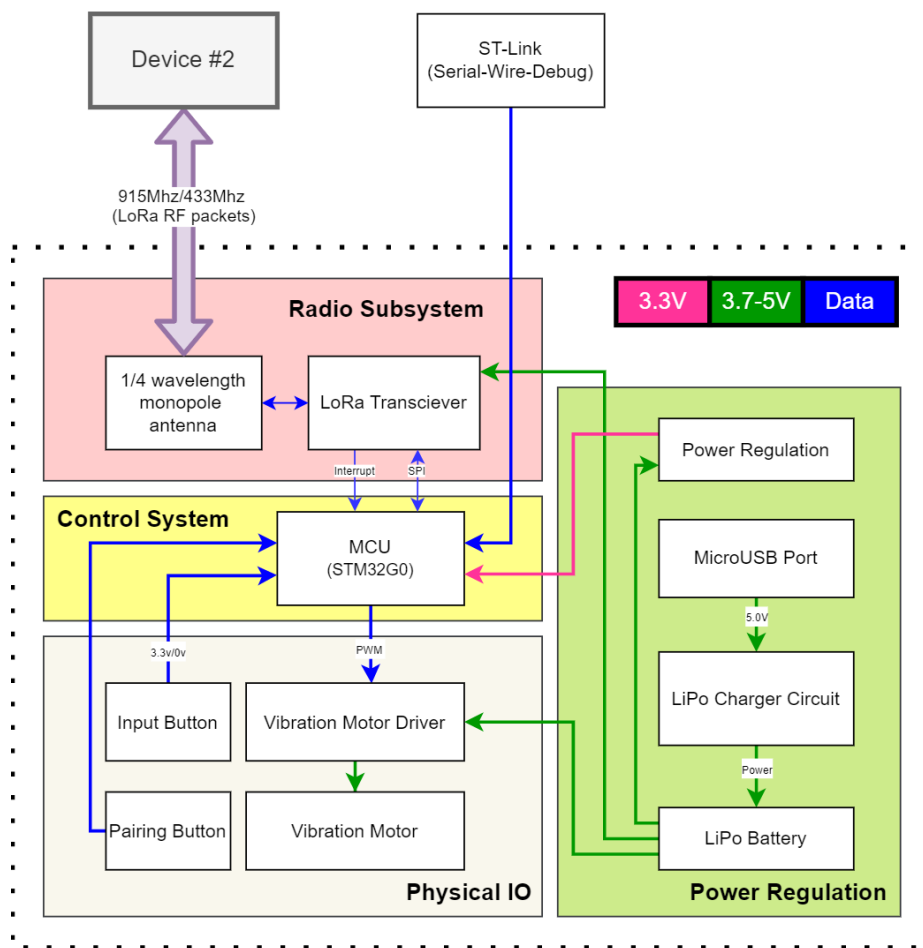 Device #2
ST-Link
(Serial-Wire-Debug)
915Mhz/433Mhz
(LoRa RF packets)
Radio Subsystem
3.3V
3.7-5V
Data
1/4 wavelength
monopole
antenna
LoRa Transciever
Interrupt
SPI
Power Regulation
Control System
MCU
(STM32G0)
MicroUSB Port
5.0V
3.3v/0v
PWM
LiPo Charger Circuit
Input Button
Vibration Motor Driver
Power
Pairing Button
Vibration Motor
LiPo Battery
Physical IO
Power Regulation